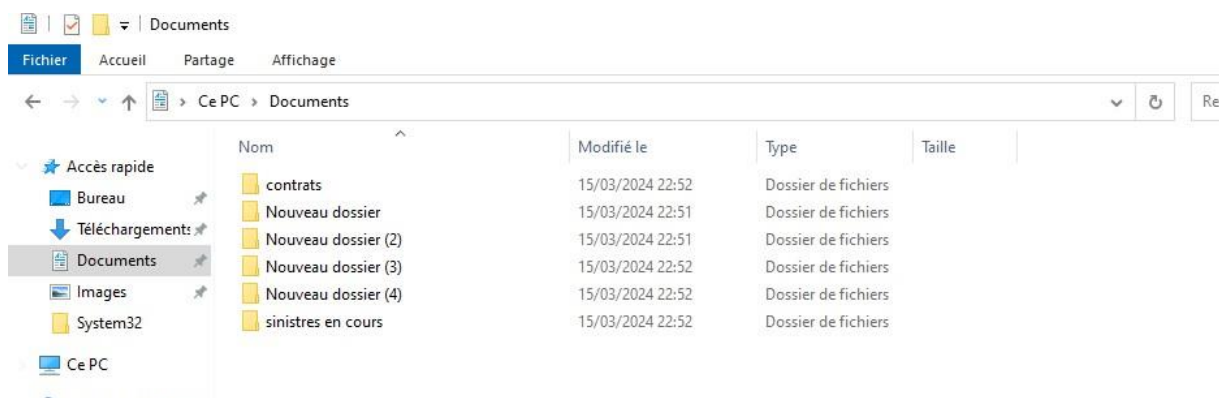 Documents
Fichier Accueil Partage Affichage
Ce PC > Documents Re
Nom Modifié le Type Taille
Accès rapide
Bureau
Téléchargements
Documents
Images
System32
Ce PC
contrats 15/03/2024 22:52 Dossier de fichiers
Nouveau dossier 15/03/2024 22:51 Dossier de fichiers
Nouveau dossier (2) 15/03/2024 22:51 Dossier de fichiers
Nouveau dossier (3) 15/03/2024 22:52 Dossier de fichiers
Nouveau dossier (4) 15/03/2024 22:52 Dossier de fichiers
sinistres en cours 15/03/2024 22:52 Dossier de fichiers